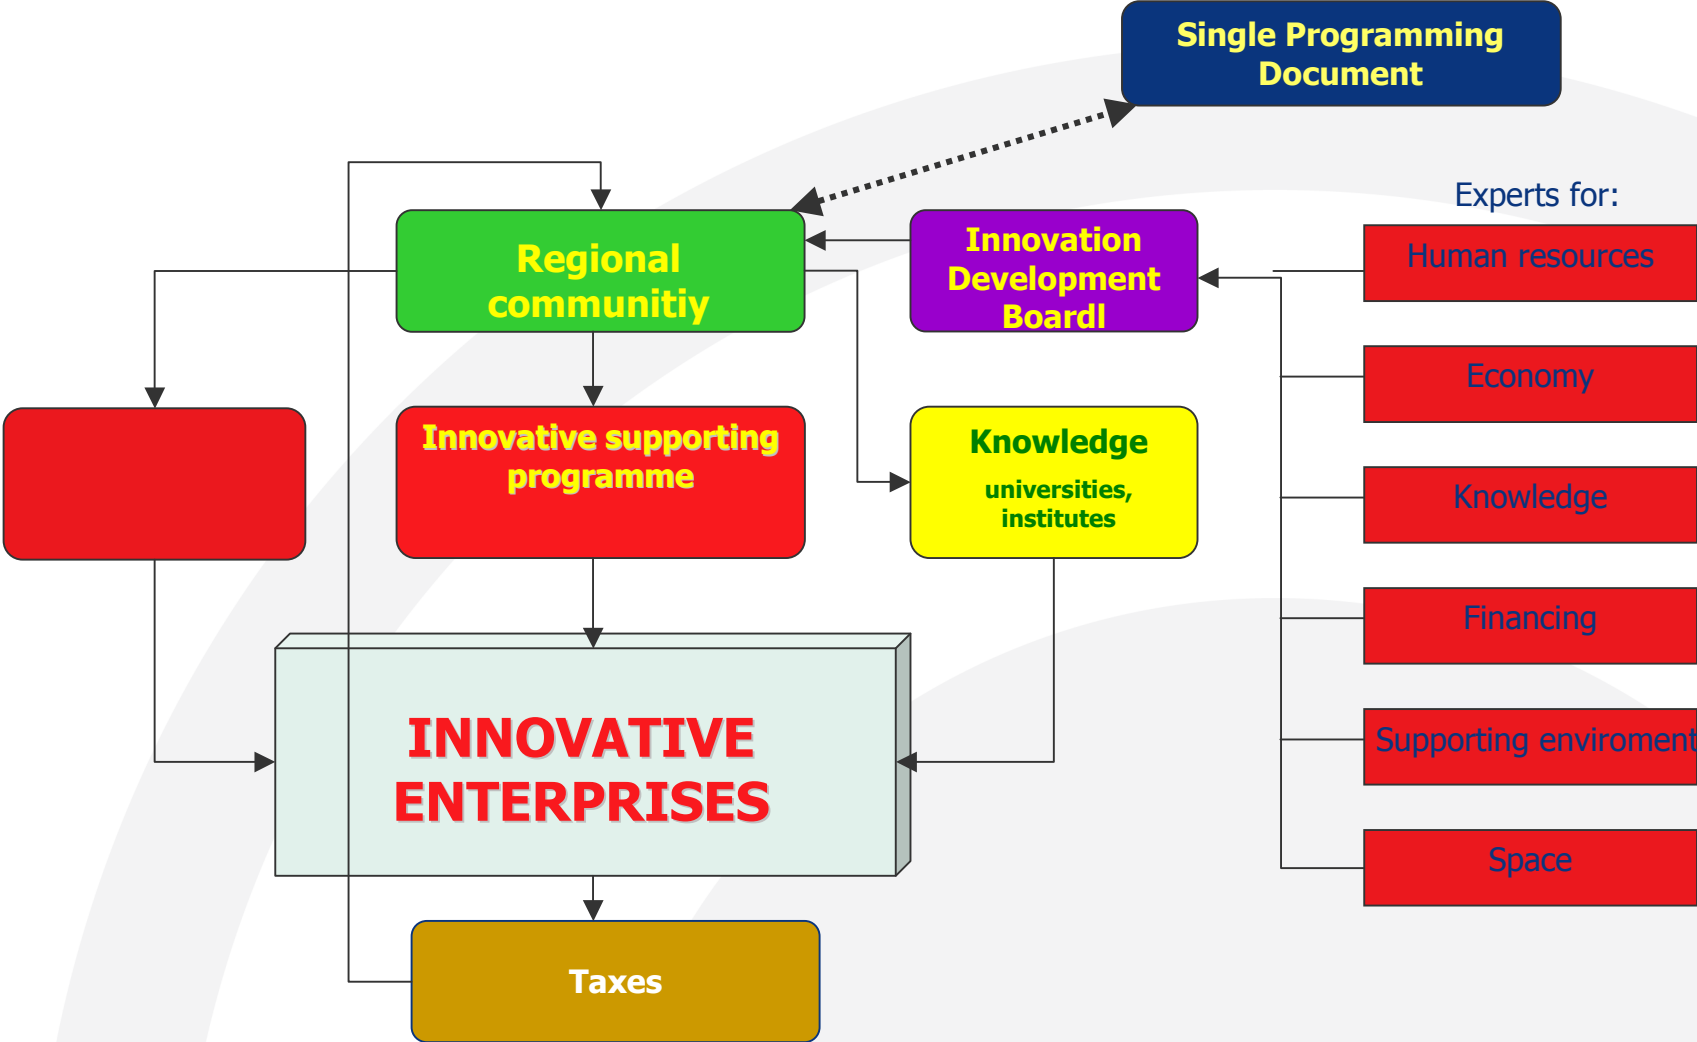 Single Programming
Document
Experts for:
Regional
communitiy
Innovation
Development
Boardl
Human resources
Economy
Innovative supporting
programme
Knowledge
universities,
institutes
Knowledge
Financing
INNOVATIVE
ENTERPRISES
Supporting enviroment
Space
Taxes